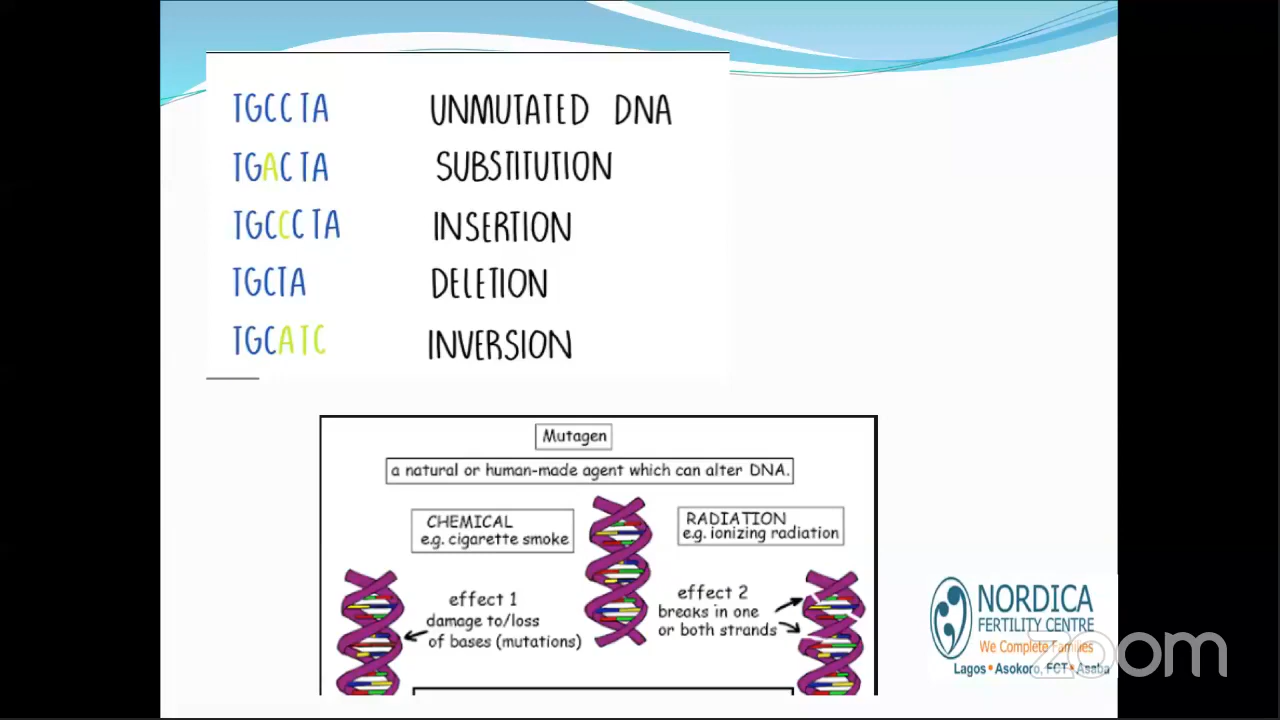 TGCCTA UNMUTATED DNA
TGACTA SUBSTITUTION
TGCCCTA INSERTION
TGCTA DELETION
TGCATC INVERSION
Mutagen
a natural or human-made agent which can alter DNA.
CHEMICAL
e.g. cigarette smoke
RADIATION
e.g. ionizing radiation
effect 1
damage to/loss
of bases (mutations)
effect 2
breaks in one
or both strands
NORDICA
FERTILITY CENTRE
We Complete Families
Lagos • Asokoro, FCT • Asaba
zoom